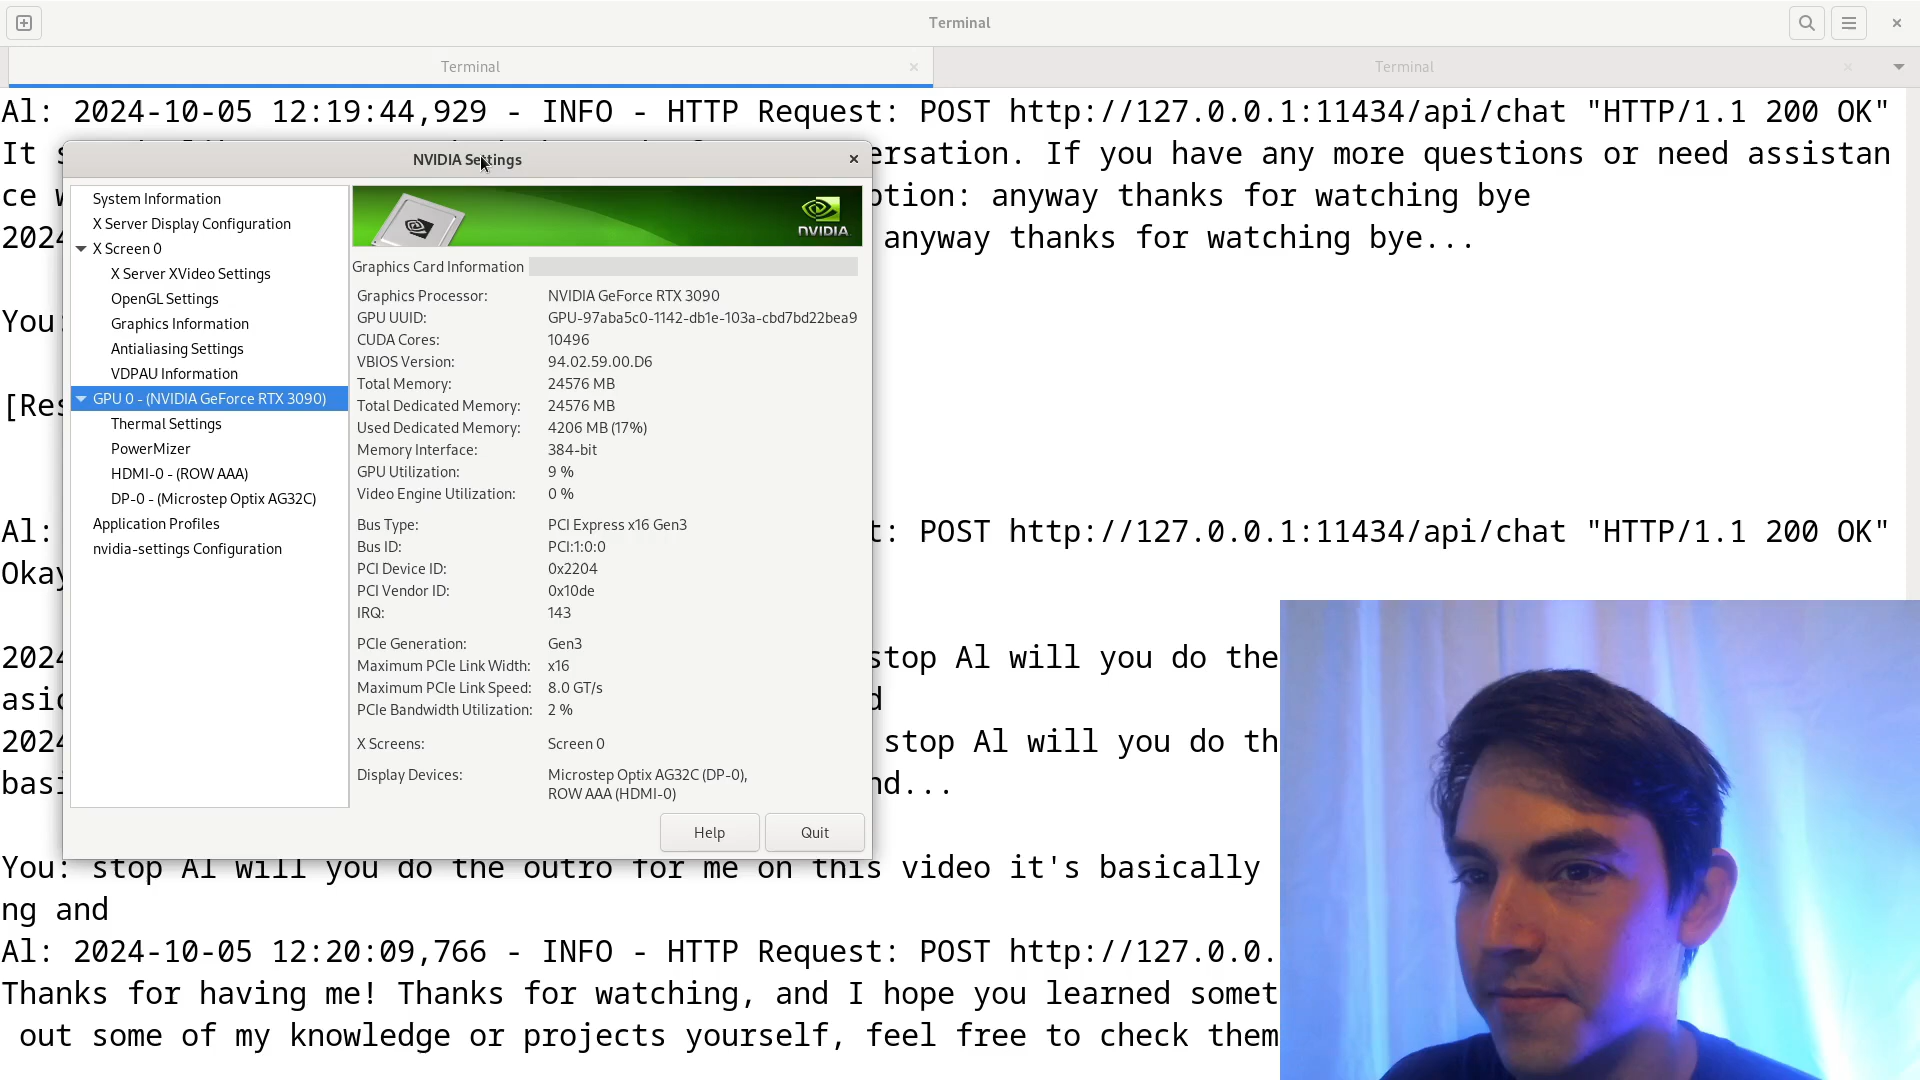 Terminal
Terminal
Terminal
Al: 2024-10-05 12:19:44,929 - INFO - HTTP Request: POST http://127.0.0.1:11434/api/chat "HTTP/1.1 200 OK"
It
ersation. If you have any more questions or need assistan
ce
ption: anyway thanks for watching bye
2024
anyway thanks for watching bye...
You:
[Res
Al:
t: POST http://127.0.0.1:11434/api/chat "HTTP/1.1 200 OK"
Okay
2024
stop Al will you do the
asic
d
2024
stop Al will you do th
basi
nd...
You: stop Al will you do the outro for me on this video it's basically
ng and
Al: 2024-10-05 12:20:09,766 - INFO - HTTP Request: POST http://127.0.0.
Thanks for having me! Thanks for watching, and I hope you learned somet
out some of my knowledge or projects yourself, feel free to check them
NVIDIA Settings
System Information
X Server Display Configuration
X Screen 0
X Server XVideo Settings
OpenGL Settings
Graphics Information
Antialiasing Settings
VDPAU Information
GPU 0 - (NVIDIA GeForce RTX 3090)
Thermal Settings
PowerMizer
HDMI-0 - (ROW AAA)
DP-0 - (Microstep Optix AG32C)
Application Profiles
nvidia-settings Configuration
NVIDIA
Graphics Card Information
Graphics Processor: NVIDIA GeForce RTX 3090
GPU UUID: GPU-97aba5c0-1142-db1e-103a-cbd7bd22bea9
CUDA Cores: 10496
VBIOS Version: 94.02.59.00.D6
Total Memory: 24576 MB
Total Dedicated Memory: 24576 MB
Used Dedicated Memory: 4206 MB (17%)
Memory Interface: 384-bit
GPU Utilization: 9 %
Video Engine Utilization: 0 %
Bus Type: PCI Express x16 Gen3
Bus ID: PCI:1:0:0
PCI Device ID: 0x2204
PCI Vendor ID: 0x10de
IRQ: 143
PCIe Generation: Gen3
Maximum PCIe Link Width: x16
Maximum PCIe Link Speed: 8.0 GT/s
PCIe Bandwidth Utilization: 2 %
X Screens: Screen 0
Display Devices: Microstep Optix AG32C (DP-0),
ROW AAA (HDMI-0)
Help
Quit